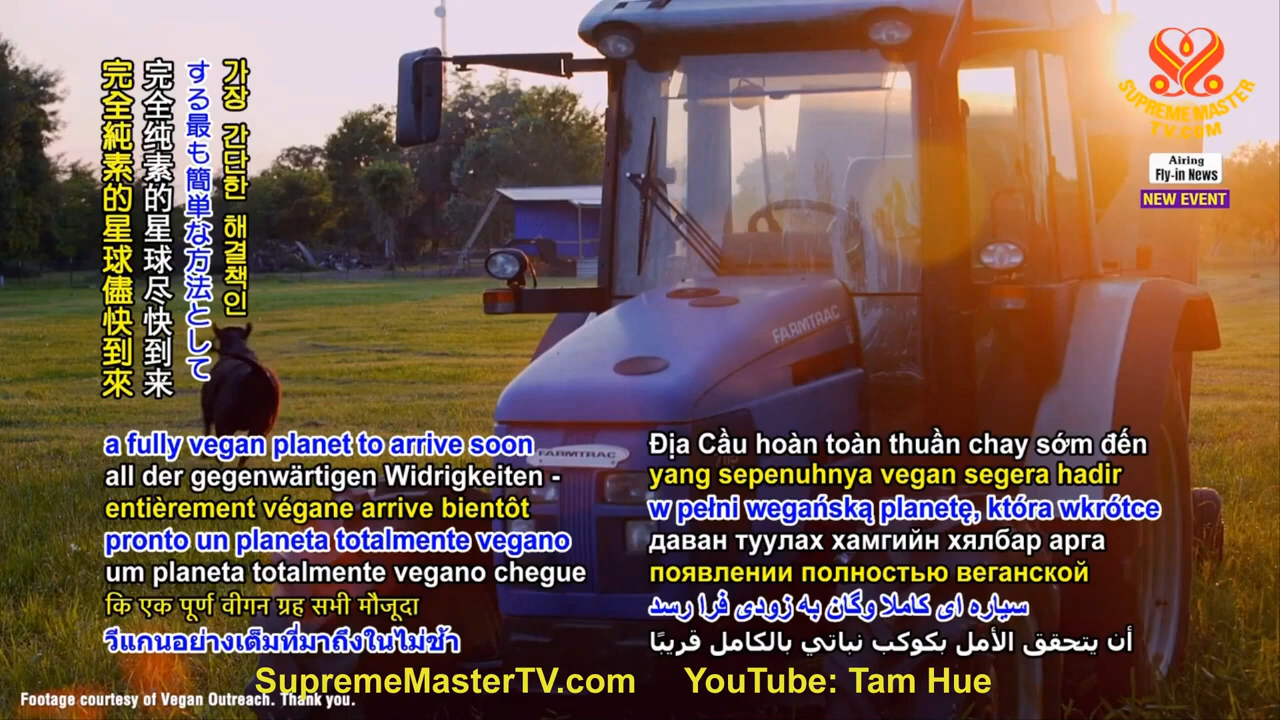 完全純素的星球儘快到來
完全纯素的星球尽快到来
する最も簡単な方法として
가장 간단한 해결책인
SUPREME MASTER
TV.COM
Airing
Fly-in News
NEW EVENT
FARMTRAC
FARMTRAC
a fully vegan planet to arrive soon
all der gegenwärtigen Widrigkeiten -
entièrement végane arrive bientôt
pronto un planeta totalmente vegano
um planeta totalmente vegano chegue
कि एक पूर्ण वीगन ग्रह सभी मौजूदा
วีแกนอย่างเต็มที่มาถึงในไม่ช้า
Địa Cầu hoàn toàn thuần chay sớm đến
yang sepenuhnya vegan segera hadir
w pełni wegańską planetę, która wkrótce
даван туулах хамгийн хялбар арга
появлении полностью веганской
سیاره ای کاملا وگان به زودی فرا رسد
أن يتحقق الأمل بكوكب نباتي بالكامل قريبًا
SupremeMasterTV.com YouTube: Tam Hue
Footage courtesy of Vegan Outreach. Thank you.